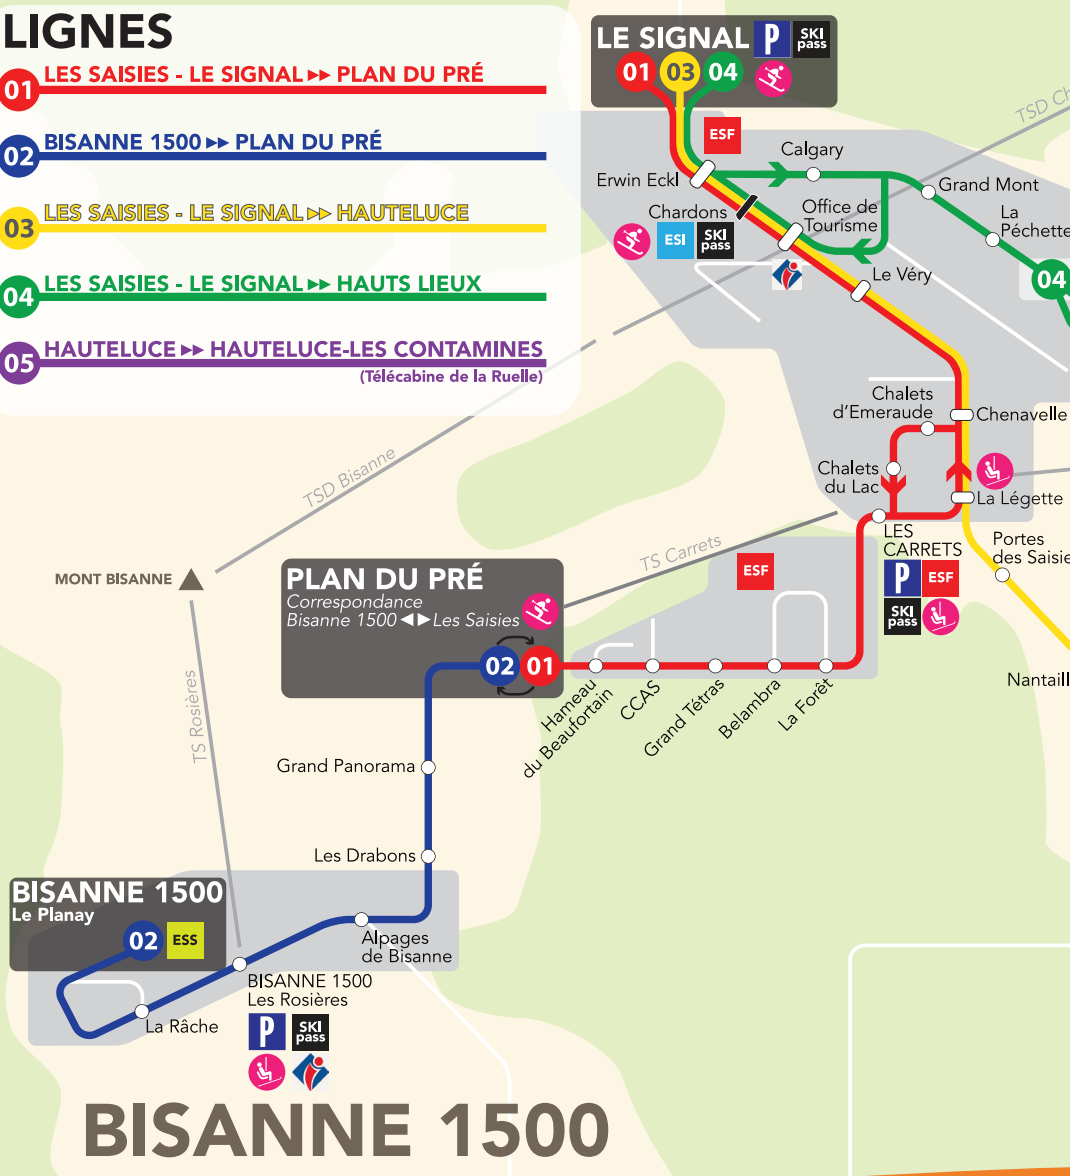 LIGNES
01 LES SAISIES - LE SIGNAL ▸▸ PLAN DU PRÉ
02 BISANNE 1500 ▸▸ PLAN DU PRÉ
03 LES SAISIES - LE SIGNAL ▸▸ HAUTELUCE
04 LES SAISIES - LE SIGNAL ▸▸ HAUTS LIEUX
05 HAUTELUCE ▸▸ HAUTELUCE-LES CONTAMINES
(Télécabine de la Ruelle)
LE SIGNAL P SKI
pass
01 03 04
TSD Ch
ESF
Calgary
Erwin Eckl
Grand Mont
Chardons
Office de
Tourisme
La
Péchette
ESI SKI
pass
Le Véry
04
Chalets
d'Emeraude
Chenavelle
Chalets
du Lac
La Légette
TSD Bisanne
LES
CARRETS
Portes
des Saisie
P ESF
SKI
pass
TS Carrets
ESF
MONT BISANNE
PLAN DU PRÉ
Correspondance
Bisanne 1500 ◀▶ Les Saisies
02 01
Hameau
du Beaufortain
CCAS
Grand Tétras
Belambra
La Forêt
Nantaill
TS Rosières
Grand Panorama
Les Drabons
BISANNE 1500
Le Planay
02 ESS
Alpages
de Bisanne
BISANNE 1500
Les Rosières
La Râche
P SKI
pass
BISANNE 1500